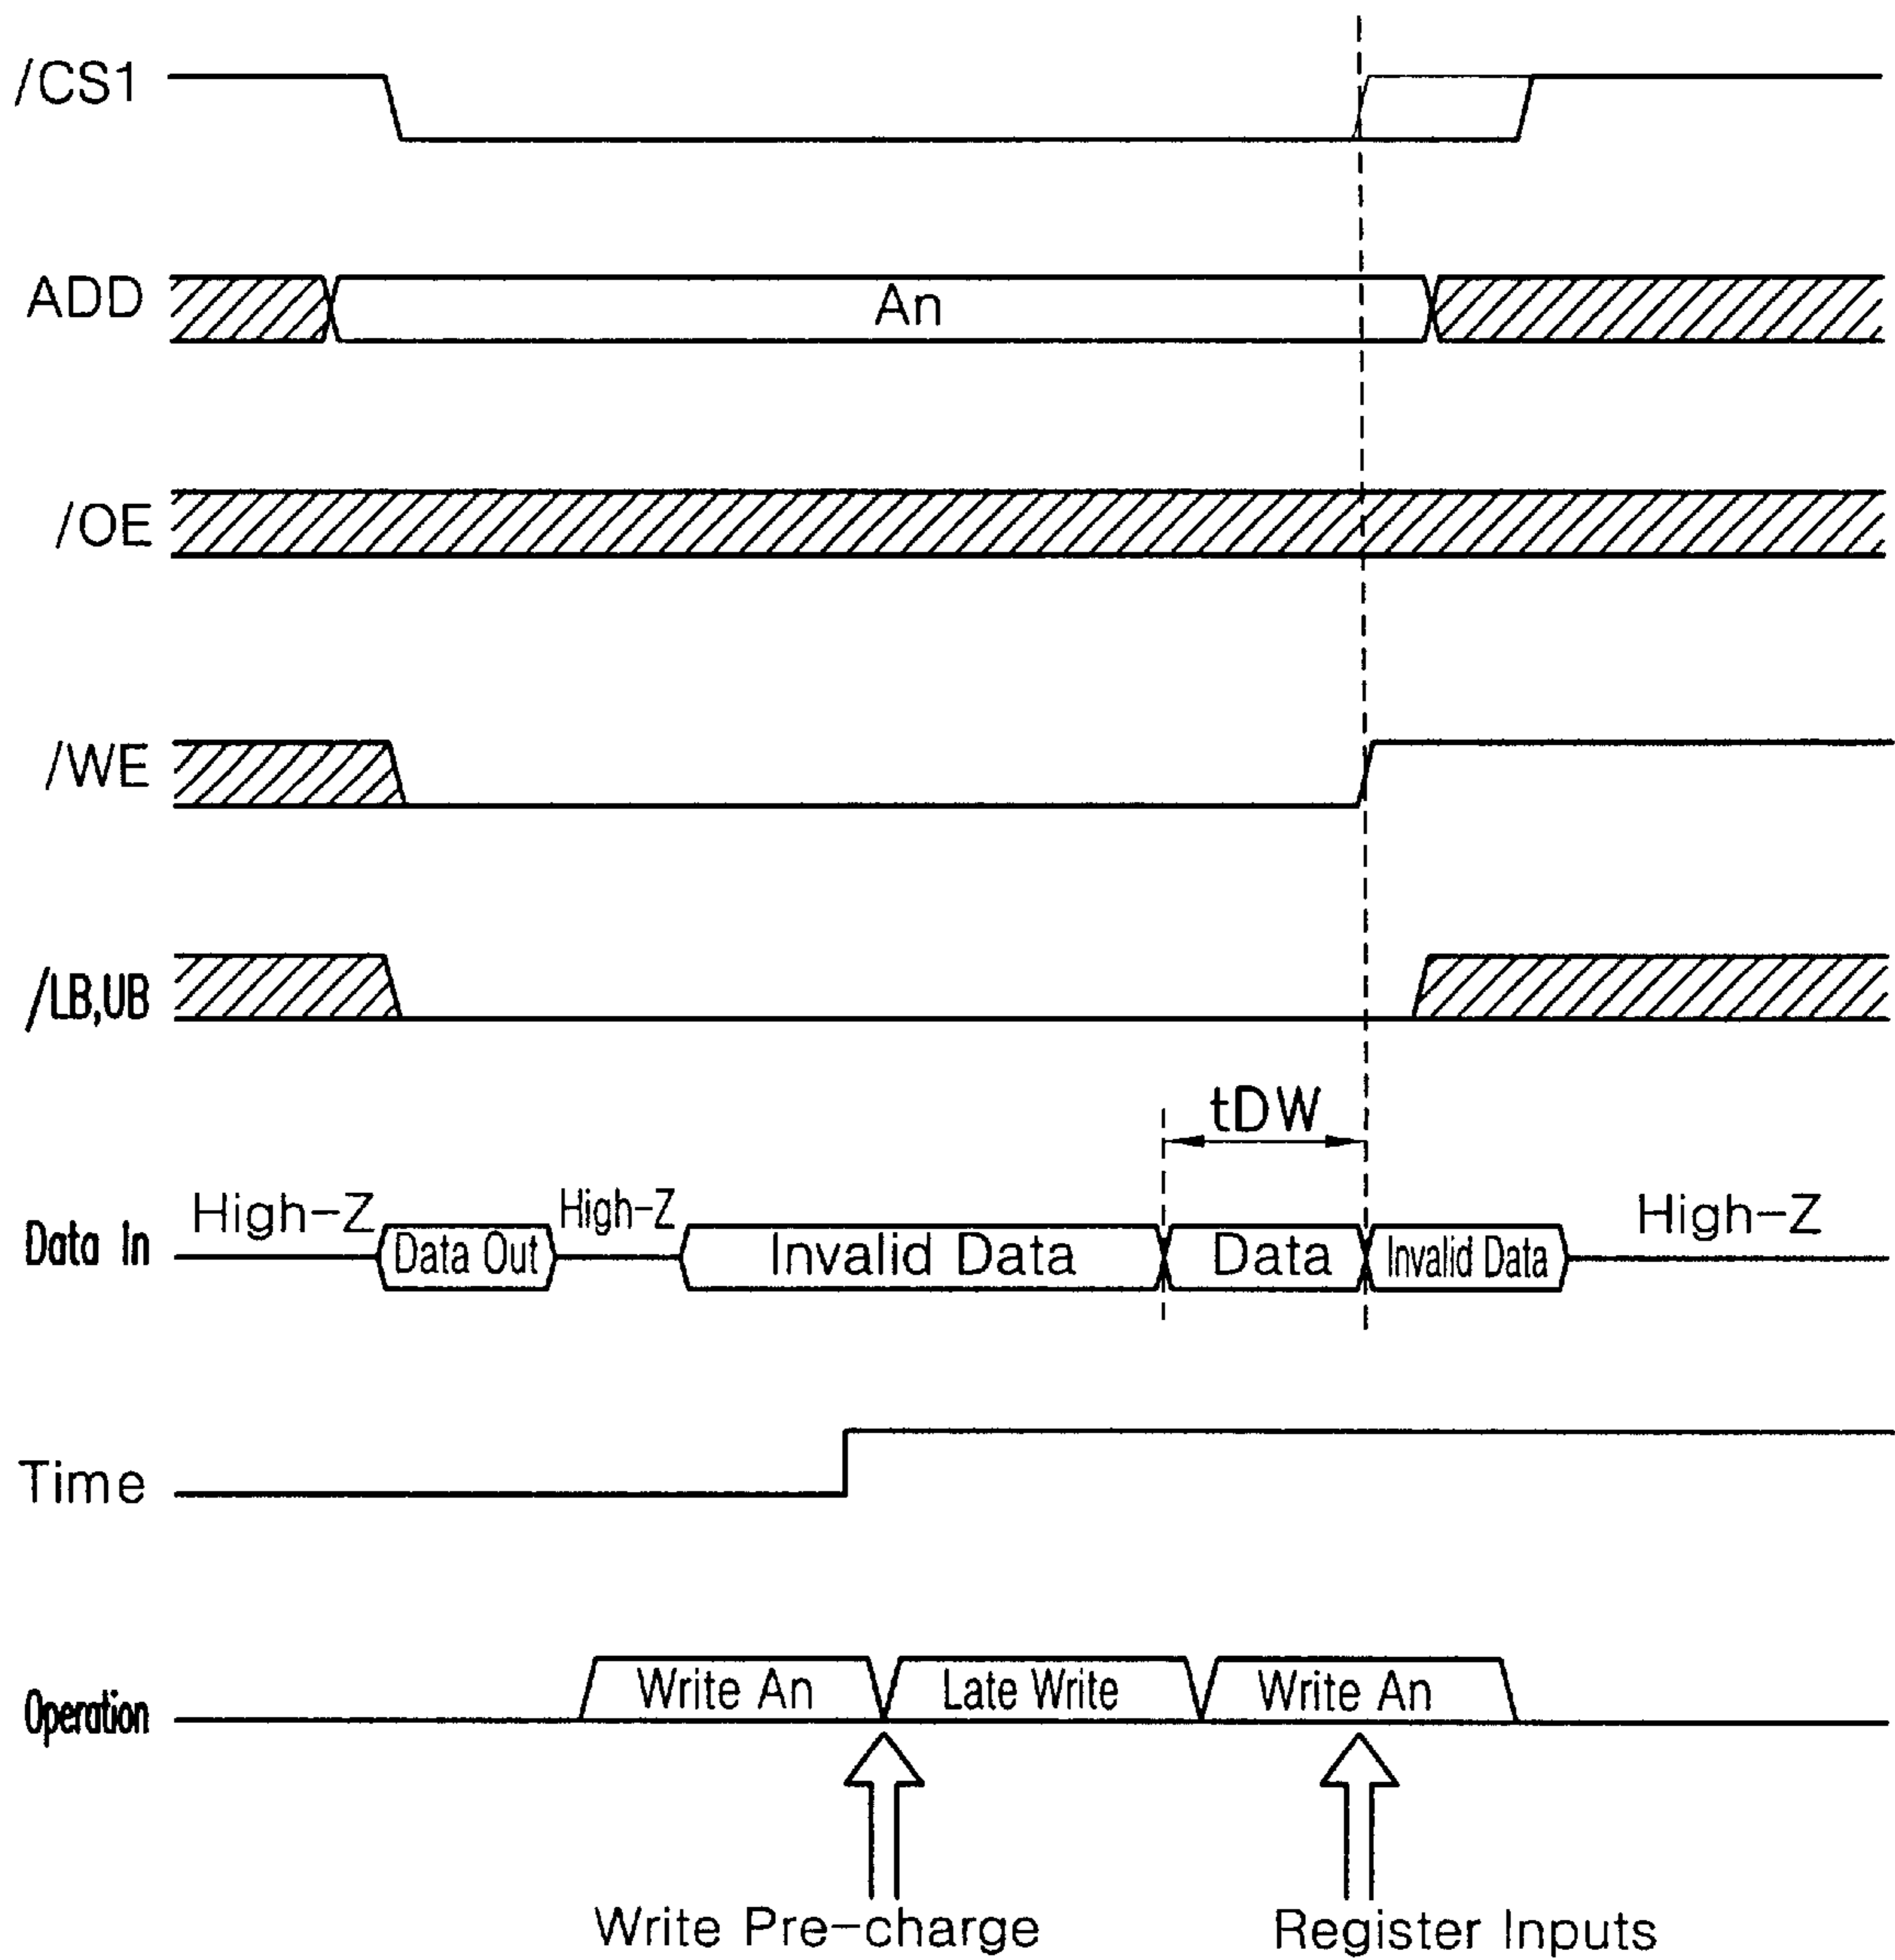 /CS1
ADD
An
/OE
/WE
/LB,UB
tDW
Data In
High-Z
Data Out
High-Z
Invalid Data
Data
Invalid Data
High-Z
Time
Operation
Write An
Late Write
Write An
Write Pre-charge
Register Inputs